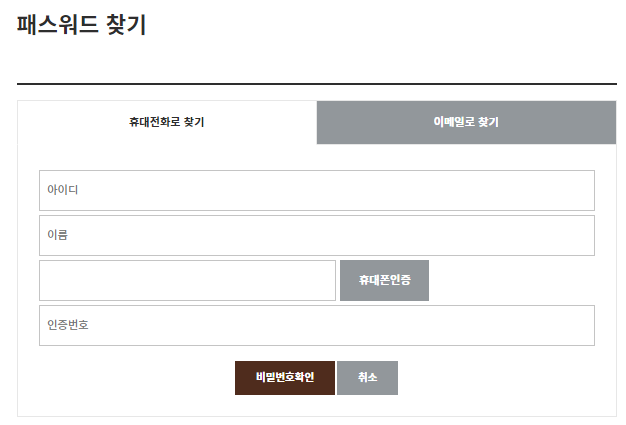 패스워드 찾기
휴대전화로 찾기
이메일로 찾기
아이디
이름
휴대폰인증
인증번호
비밀번호확인
취소